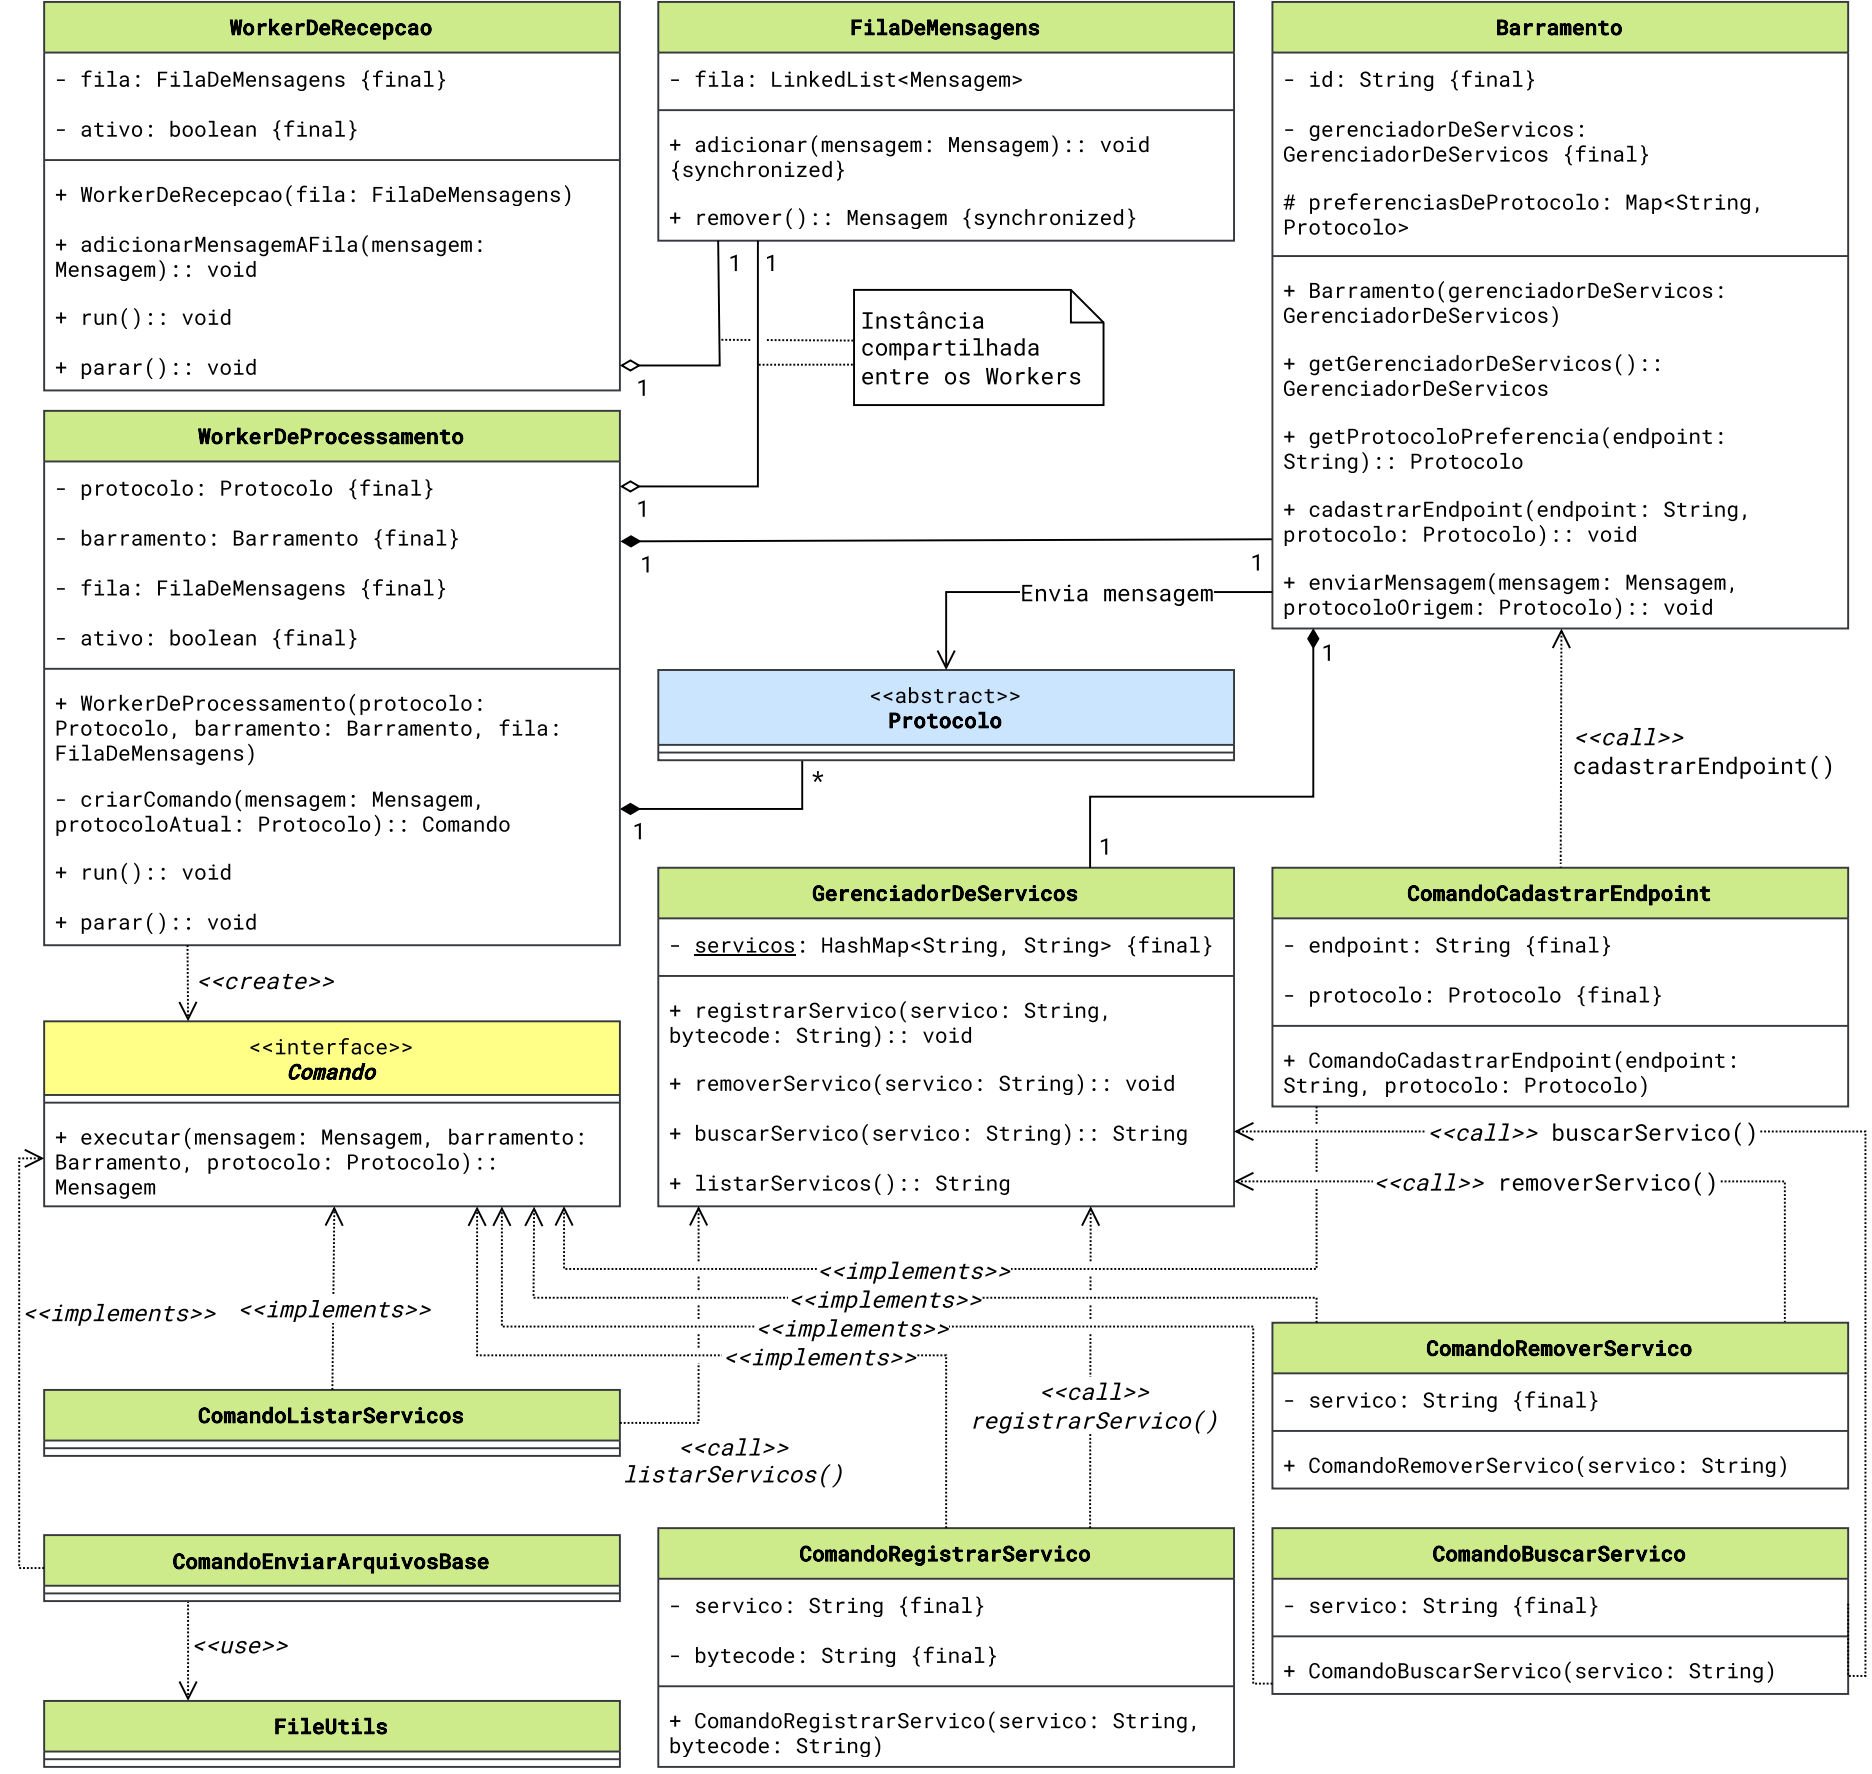 WorkerDeRecepcao
- fila: FilaDeMensagens {final}
- ativo: boolean {final}
+ WorkerDeRecepcao(fila: FilaDeMensagens)
+ adicionarMensagemAFila(mensagem:
Mensagem):: void
+ run():: void
+ parar():: void
FilaDeMensagens
- fila: LinkedList<Mensagem>
+ adicionar(mensagem: Mensagem):: void
{synchronized}
+ remover():: Mensagem {synchronized}
1
1
1
Instância
compartilhada
entre os Workers
Barramento
- id: String {final}
- gerenciadorDeServicos:
GerenciadorDeServicos {final}
# preferenciasDeProtocolo: Map<String,
Protocolo>
+ Barramento(gerenciadorDeServicos:
GerenciadorDeServicos)
+ getGerenciadorDeServicos()::
GerenciadorDeServicos
+ getProtocoloPreferencia(endpoint:
String):: Protocolo
+ cadastrarEndpoint(endpoint: String,
protocolo: Protocolo):: void
+ enviarMensagem(mensagem: Mensagem,
protocoloOrigem: Protocolo):: void
WorkerDeProcessamento
- protocolo: Protocolo {final}
- barramento: Barramento {final}
- fila: FilaDeMensagens {final}
- ativo: boolean {final}
+ WorkerDeProcessamento(protocolo:
Protocolo, barramento: Barramento, fila:
FilaDeMensagens)
- criarComando(mensagem: Mensagem,
protocoloAtual: Protocolo):: Comando
+ run():: void
+ parar():: void
1
1
1
Envia mensagem
<<abstract>>
Protocolo
*
1
1
1
<<call>>
cadastrarEndpoint()
<<create>>
<<interface>>
Comando
+ executar(mensagem: Mensagem, barramento:
Barramento, protocolo: Protocolo)::
Mensagem
GerenciadorDeServicos
- servicos: HashMap<String, String> {final}
+ registrarServico(servico: String,
bytecode: String):: void
+ removerServico(servico: String):: void
+ buscarServico(servico: String):: String
+ listarServicos():: String
ComandoCadastrarEndpoint
- endpoint: String {final}
- protocolo: Protocolo {final}
+ ComandoCadastrarEndpoint(endpoint:
String, protocolo: Protocolo)
<<call>> buscarServico()
<<call>> removerServico()
<<implements>>
<<implements>>
<<implements>>
<<implements>>
<<implements>>
<<implements>>
ComandoListarServicos
<<call>>
listarServicos()
<<call>>
registrarServico()
ComandoRemoverServico
- servico: String {final}
+ ComandoRemoverServico(servico: String)
ComandoEnviarArquivosBase
<<use>>
FileUtils
ComandoRegistrarServico
- servico: String {final}
- bytecode: String {final}
+ ComandoRegistrarServico(servico: String,
bytecode: String)
ComandoBuscarServico
- servico: String {final}
+ ComandoBuscarServico(servico: String)